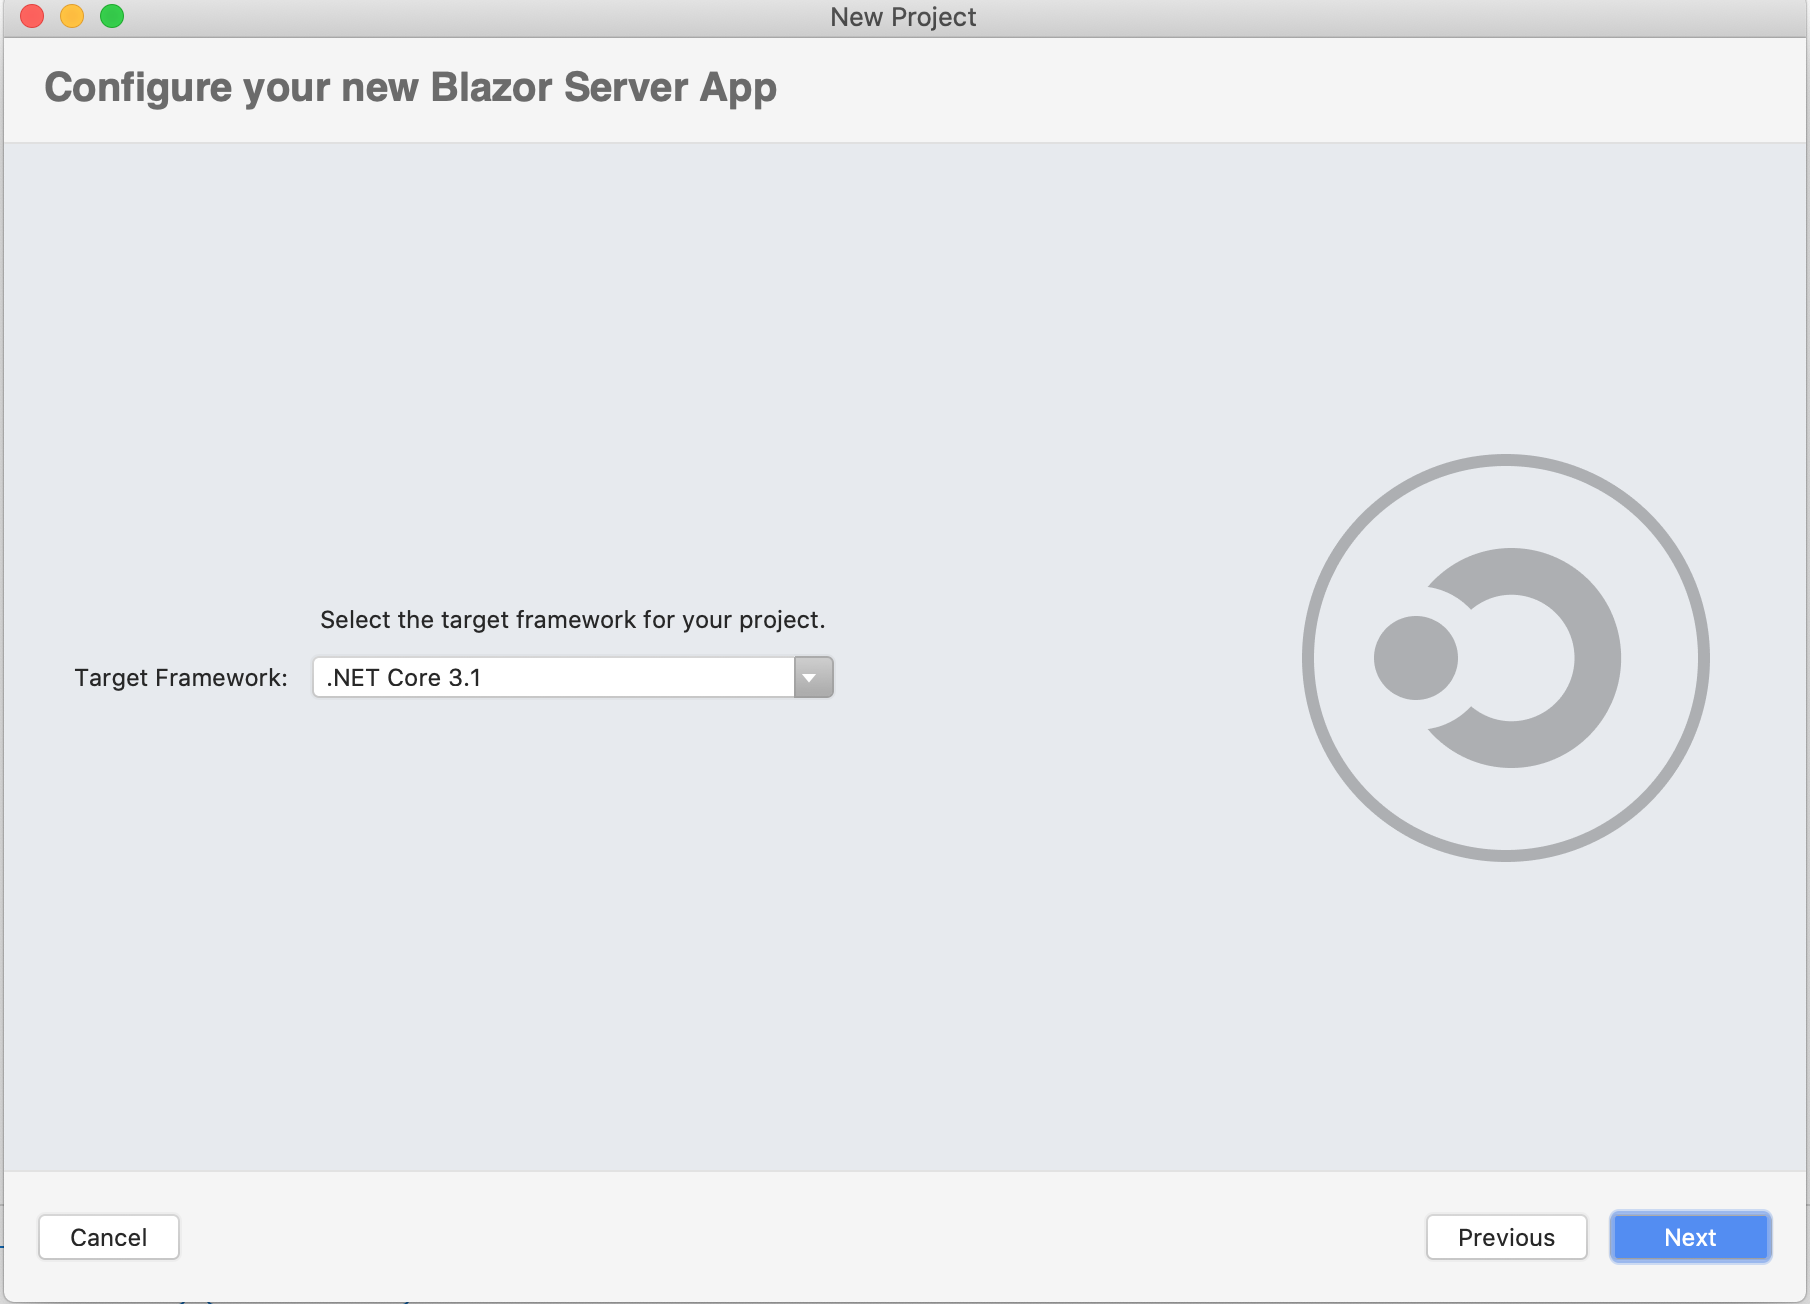 New Project
Configure your new Blazor Server App
Select the target framework for your project.
Target Framework: .NET Core 3.1
Cancel
Previous
Next